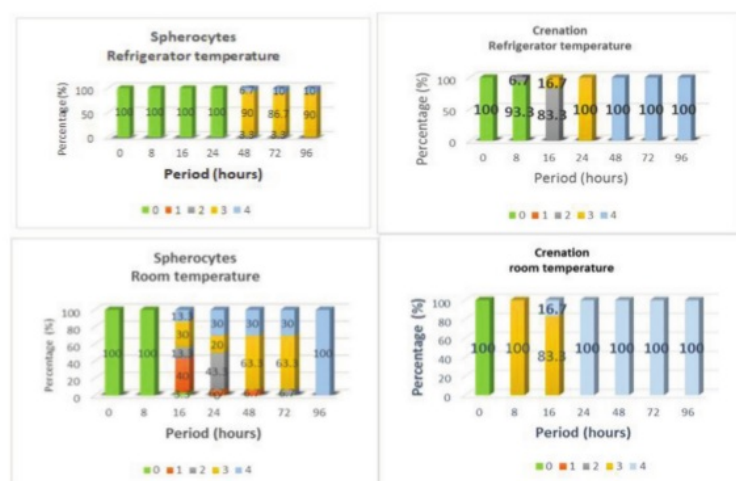 Spherocytes
Refrigerator temperature
Percentage(%)
100
50
0
100 100 100 100 90 86.7 90
6.7 10 10
3.3 3.3
0 8 16 24 48 72 96
Period (hours)
0 1 2 3 4
Crenation
Refrigerator temperature
Percentage (%)
100
50
0
6.7 16.7
100 93.3 83.3 100 100 100 100
0 8 16 24 48 72 96
Period (hours)
0 1 2 3 4
Spherocytes
Room temperature
Percentage (%)
100
80
60
40
20
0
13.3 30 30 30
30 20
100 100 13.3 43.3 63.3 63.3 100
40
3.3 0 6.7 6.7
0 8 16 24 48 72 96
Period (hours)
0 1 2 3 4
Crenation
room temperature
Percentage (%)
100
80
60
40
20
0
16.7
100 100 83.3 100 100 100 100
0 8 16 24 48 72 96
Period (hours)
0 1 2 3 4